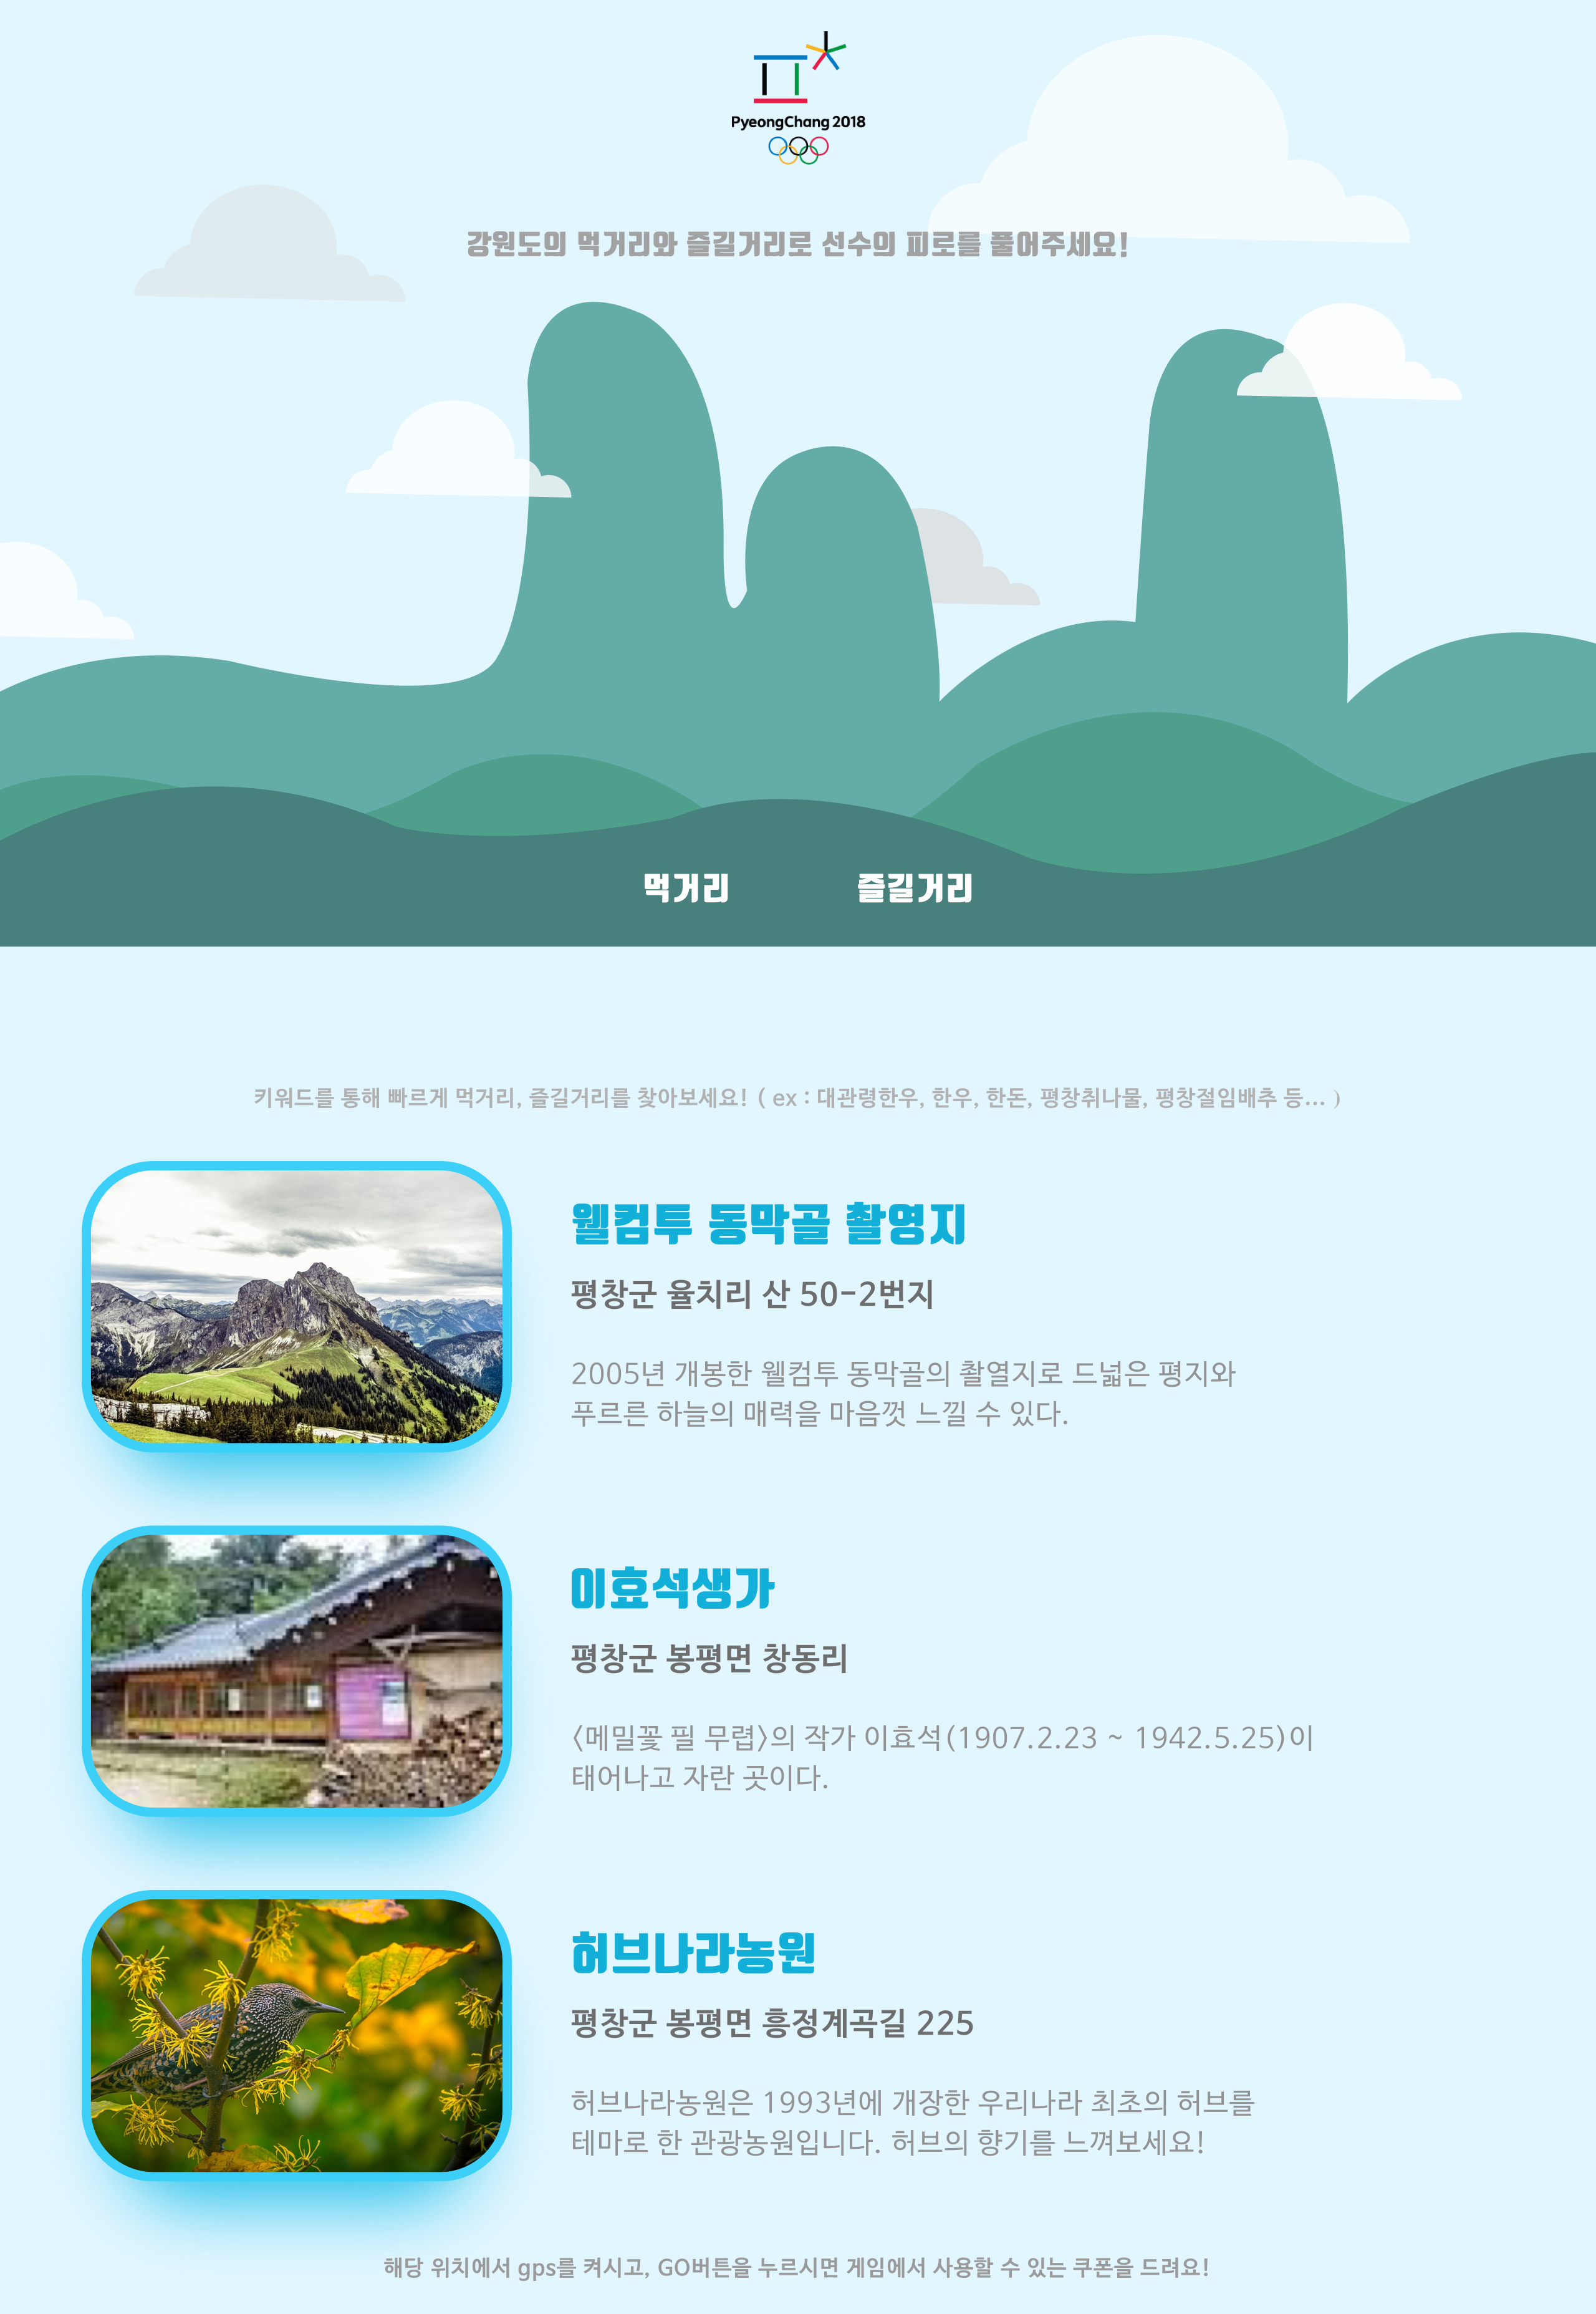 PyeongChang 2018
강원도의 먹거리와 즐길거리로 선수의 피로를 풀어주세요!
먹거리 즐길거리
키워드를 통해 빠르게 먹거리, 즐길거리를 찾아보세요! ( ex : 대관령한우, 한우, 한돈, 평창취나물, 평창절임배추 등... )
웰컴투 동막골 촬영지
평창군 율치리 산 50-2번지
2005년 개봉한 웰컴투 동막골의 촬열지로 드넓은 평지와
푸르른 하늘의 매력을 마음껏 느낄 수 있다.
이효석생가
평창군 봉평면 창동리
<메밀꽃 필 무렵>의 작가 이효석(1907.2.23 ~ 1942.5.25)이
태어나고 자란 곳이다.
허브나라농원
평창군 봉평면 흥정계곡길 225
허브나라농원은 1993년에 개장한 우리나라 최초의 허브를
테마로 한 관광농원입니다. 허브의 향기를 느껴보세요!
해당 위치에서 gps를 켜시고, GO버튼을 누르시면 게임에서 사용할 수 있는 쿠폰을 드려요!